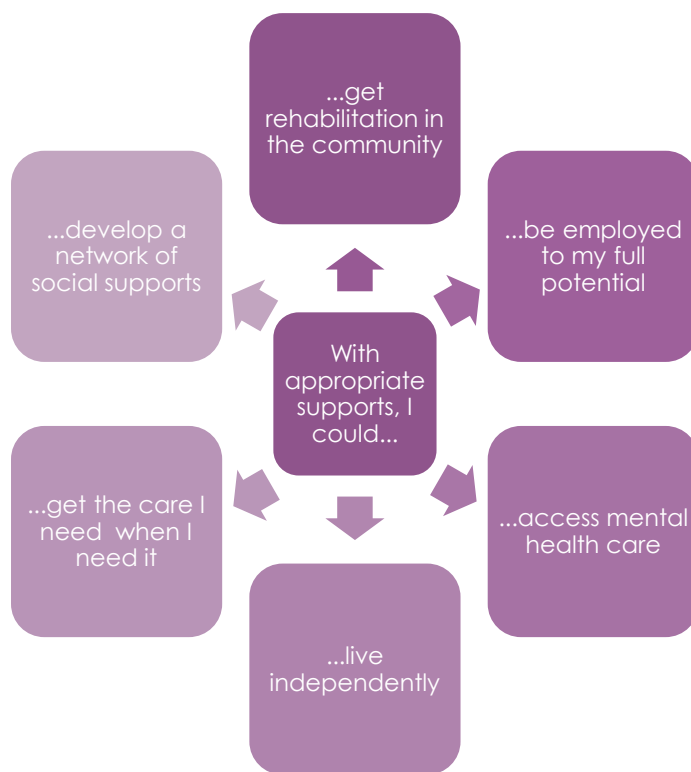 ...get
rehabilitation in
the community
...be employed
to my full
potential
...access mental
health care
...live
independently
...get the care I
need  when I
need it
...develop a
network of
social supports
With
appropriate
supports, I
could...